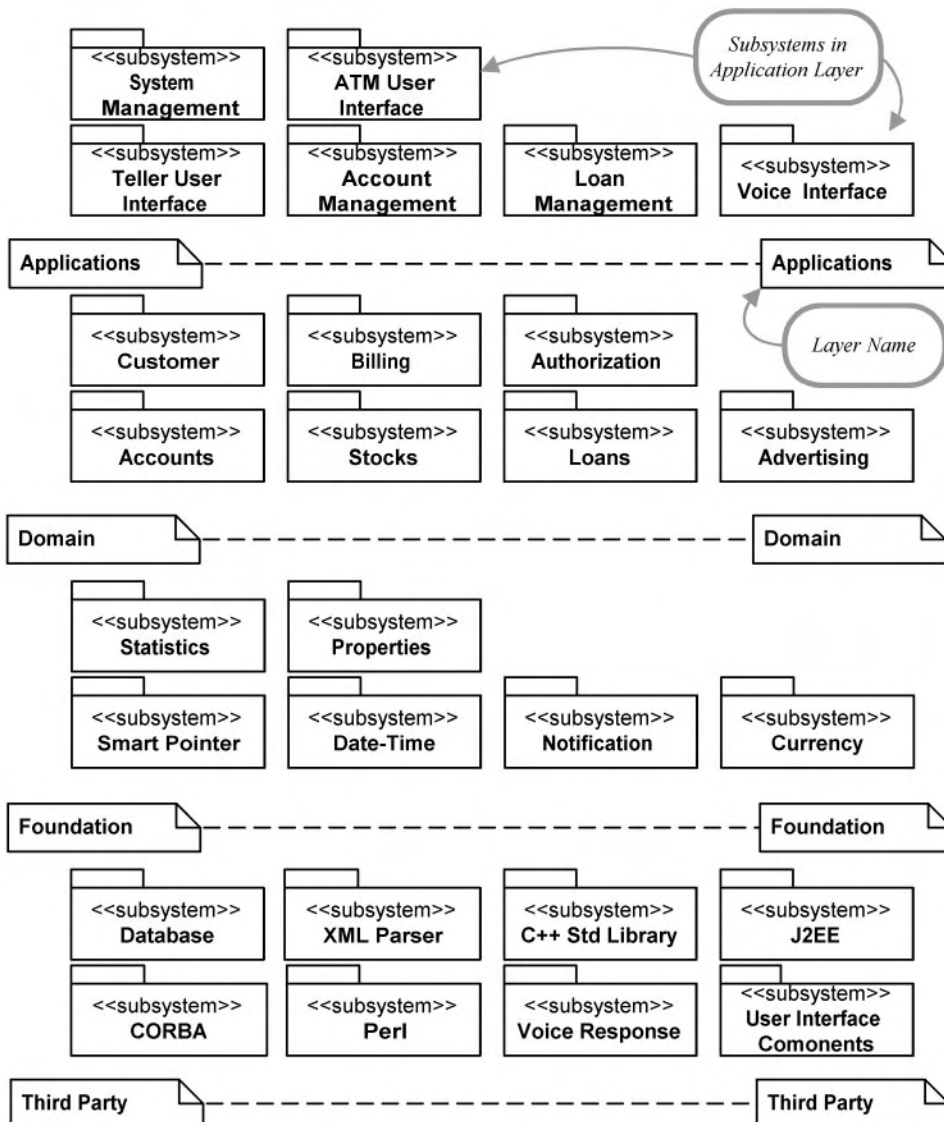 <<subsystem>>
System
Management
<<subsystem>>
ATM User
Interface
Subsystems in
Application Layer
<<subsystem>>
Teller User
Interface
<<subsystem>>
Account
Management
<<subsystem>>
Loan
Management
<<subsystem>>
Voice Interface
Applications
Applications
Layer Name
<<subsystem>>
Customer
<<subsystem>>
Billing
<<subsystem>>
Authorization
<<subsystem>>
Accounts
<<subsystem>>
Stocks
<<subsystem>>
Loans
<<subsystem>>
Advertising
Domain
Domain
<<subsystem>>
Statistics
<<subsystem>>
Properties
<<subsystem>>
Smart Pointer
<<subsystem>>
Date-Time
<<subsystem>>
Notification
<<subsystem>>
Currency
Foundation
Foundation
<<subsystem>>
Database
<<subsystem>>
XML Parser
<<subsystem>>
C++ Std Library
<<subsystem>>
J2EE
<<subsystem>>
CORBA
<<subsystem>>
Perl
<<subsystem>>
Voice Response
<<subsystem>>
User Interface
Comonents
Third Party
Third Party